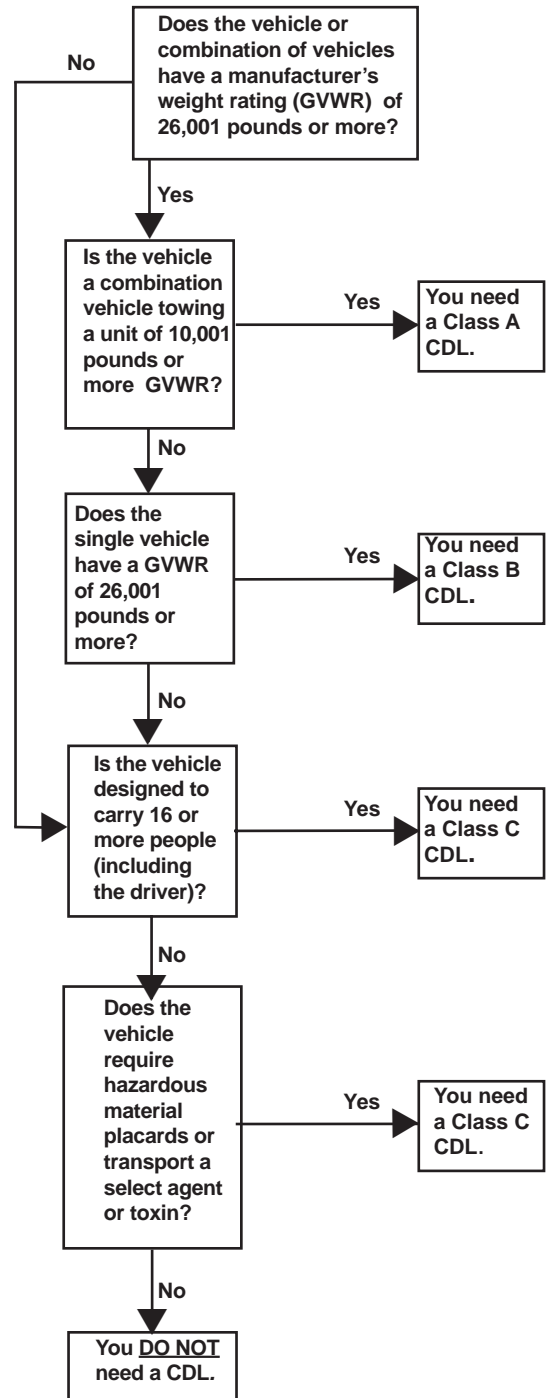 Does the vehicle or
combination of vehicles
have a manufacturer’s
weight rating (GVWR) of
26,001 pounds or more?
No
Yes
Is the vehicle
a combination
vehicle towing
a unit of 10,001
pounds or
more GVWR?
Yes
You need
a Class A
CDL.
No
Does the
single vehicle
have a GVWR
of 26,001
pounds or
more?
Yes
You need
a Class B
CDL.
No
Is the vehicle
designed to
carry 16 or
more people
(including
the driver)?
Yes
You need
a Class C
CDL.
No
Does the
vehicle
require
hazardous
material
placards or
transport a
select agent
or toxin?
Yes
You need
a Class C
CDL.
No
You DO NOT
need a CDL.